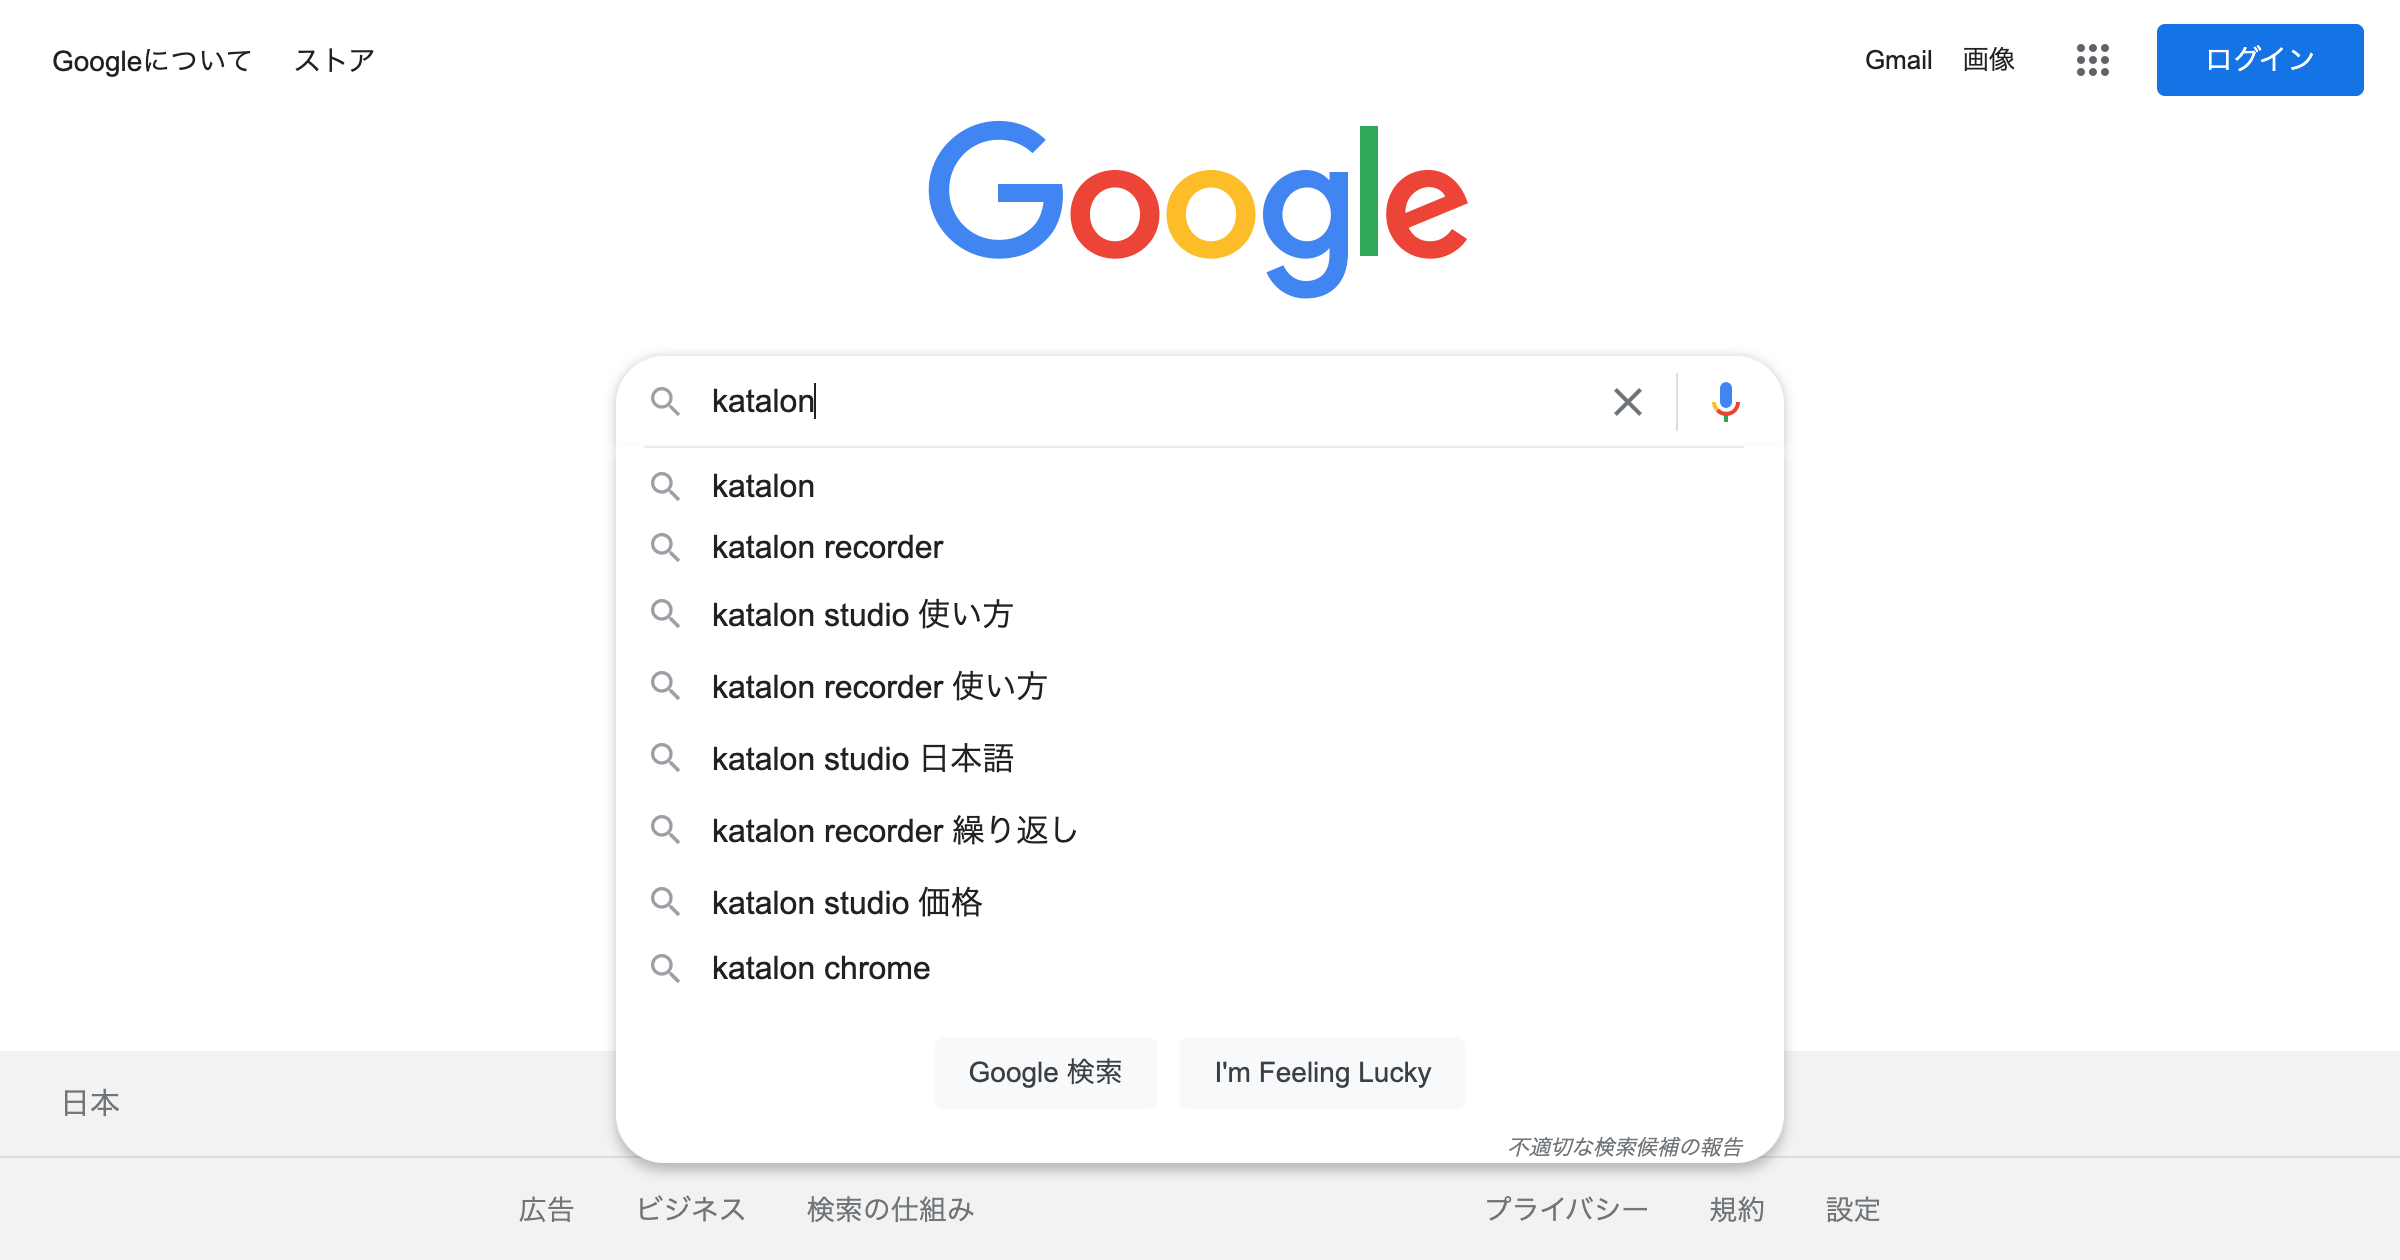 Googleについて ストア Gmail 画像 ログイン
Google
katalon
katalon
katalon recorder
katalon studio 使い方
katalon recorder 使い方
katalon studio 日本語
katalon recorder 繰り返し
katalon studio 価格
katalon chrome
Google 検索 I'm Feeling Lucky
不適切な検索候補の報告
日本
広告 ビジネス 検索の仕組み プライバシー 規約 設定